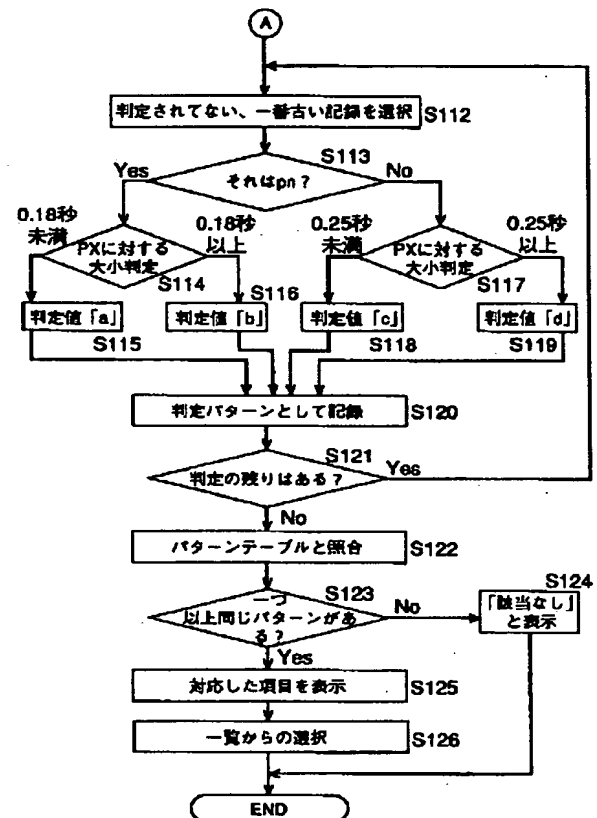 A
判定されてない、一番古い記録を選択
S112
S113
Yes
それはpn？
No
0.18秒
未満
0.18秒
以上
0.25秒
未満
0.25秒
以上
PXに対する
大小判定
S114
PXに対する
大小判定
S117
判定値「a」
S115
S116
判定値「b」
判定値「c」
S118
判定値「d」
S119
判定パターンとして記録
S120
S121
判定の残りはある？
Yes
No
パターンテーブルと照合
S122
S123
一つ
以上同じパターンがあ
る？
No
Yes
S124
「該当なし」
と表示
対応した項目を表示
S125
一覧からの選択
S126
END